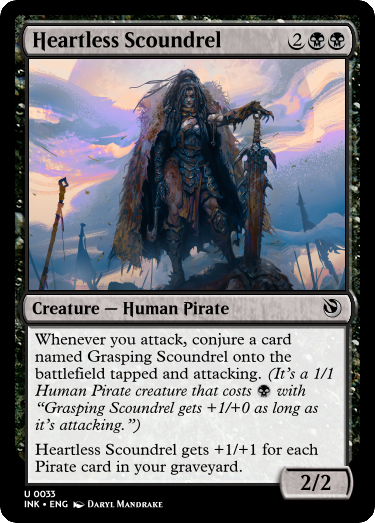 Heartless Scoundrel 2
Creature — Human Pirate
Whenever you attack, conjure a card
named Grasping Scoundrel onto the
battlefield tapped and attacking. (It's a 1/1
Human Pirate creature that costs with
“Grasping Scoundrel gets +1/+0 as long as
it's attacking.”)
Heartless Scoundrel gets +1/+1 for each
Pirate card in your graveyard.
2/2
U 0033
INK • ENG DARYL MANDRAKE